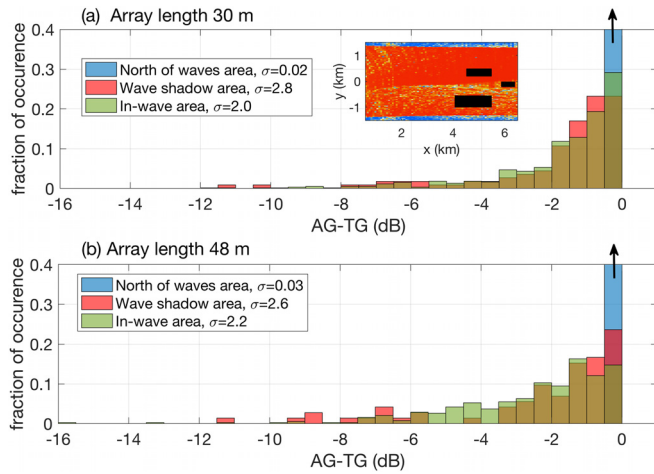 (a) Array length 30 m
fraction of occurence
0.4
0.3
0.2
0.1
0
North of waves area, σ=0.02
Wave shadow area, σ=2.8
In-wave area, σ=2.0
y (km)
1
0
-1
2 4 6
x (km)
-16 -14 -12 -10 -8 -6 -4 -2 0
AG-TG (dB)
(b) Array length 48 m
fraction of occurence
0.4
0.3
0.2
0.1
0
North of waves area, σ=0.03
Wave shadow area, σ=2.6
In-wave area, σ=2.2
-16 -14 -12 -10 -8 -6 -4 -2 0
AG-TG (dB)